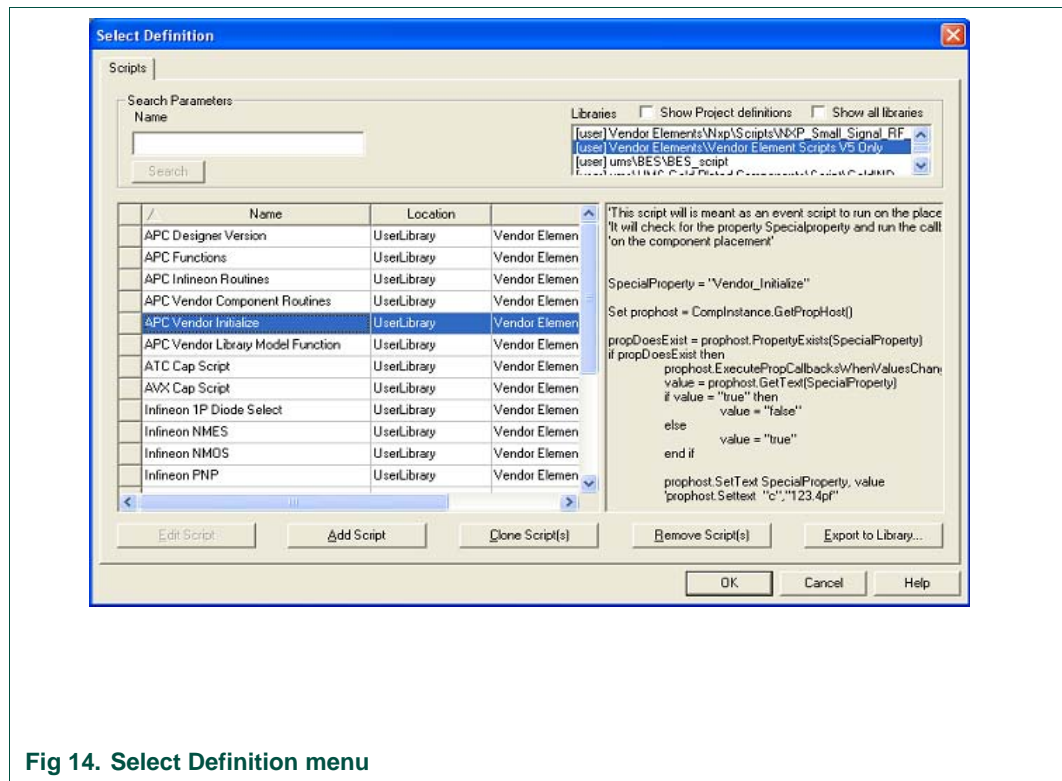 Select Definition
Scripts
Search Parameters
Name
Search
Libraries Show Project definitions Show all libraries
[user] Vendor Elements\Nxp\Scripts\NXP_Small_Signal_RF_
[user] Vendor Elements\Vendor Element Scripts V5 Only
[user] ums\BES\BES_script
Name Location
APC Designer Version UserLibrary Vendor Elemen
APC Functions UserLibrary Vendor Elemen
APC Infineon Routines UserLibrary Vendor Elemen
APC Vendor Component Routines UserLibrary Vendor Elemen
APC Vendor Initialize UserLibrary Vendor Elemen
APC Vendor Library Model Function UserLibrary Vendor Elemen
ATC Cap Script UserLibrary Vendor Elemen
AVX Cap Script UserLibrary Vendor Elemen
Infineon 1P Diode Select UserLibrary Vendor Elemen
Infineon NMES UserLibrary Vendor Elemen
Infineon NMOS UserLibrary Vendor Elemen
Infineon PNP UserLibrary Vendor Elemen
'This script will is meant as an event script to run on the place
'It will check for the property Specialproperty and run the callb
'on the component placement'
SpecialProperty = "Vendor_Initialize"
Set prophost = CompInstance.GetPropHost()
propDoesExist = prophost.PropertyExists(SpecialProperty)
if propDoesExist then
prophost.ExecutePropCallbacksWhenValuesChan
value = prophost.GetText(SpecialProperty)
if value = "true" then
value = "false"
else
value = "true"
end if
prophost.SetText SpecialProperty, value
'prophost.Settext "c","123.4pf"
Edit Script Add Script Clone Script(s) Remove Script(s) Export to Library...
OK Cancel Help
Fig 14. Select Definition menu